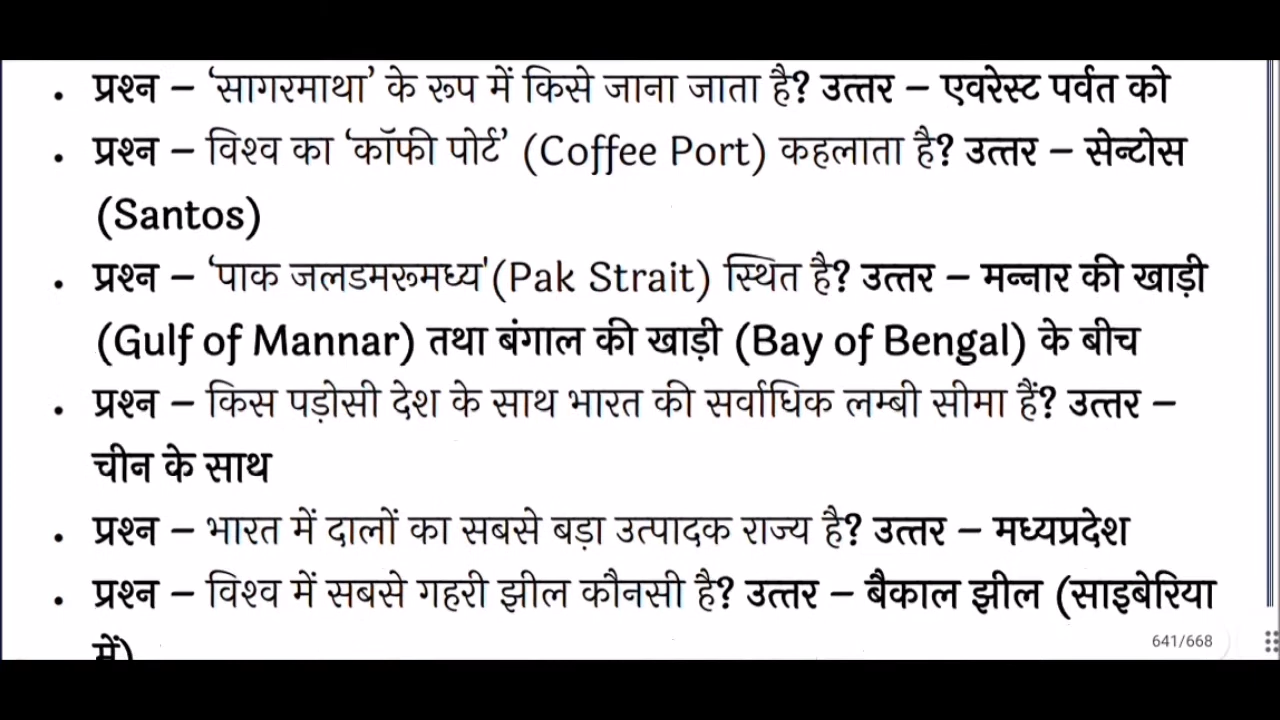 • प्रश्न – ‘सागरमाथा’ के रूप में किसे जाना जाता है? उत्तर – एवरेस्ट पर्वत को
• प्रश्न – विश्व का ‘कॉफी पोर्ट’ (Coffee Port) कहलाता है? उत्तर – सेन्टोस
(Santos)
• प्रश्न – ‘पाक जलडमरूमध्य'(Pak Strait) स्थित है? उत्तर – मन्नार की खाड़ी
(Gulf of Mannar) तथा बंगाल की खाड़ी (Bay of Bengal) के बीच
• प्रश्न – किस पड़ोसी देश के साथ भारत की सर्वाधिक लम्बी सीमा हैं? उत्तर –
चीन के साथ
• प्रश्न – भारत में दालों का सबसे बड़ा उत्पादक राज्य है? उत्तर – मध्यप्रदेश
• प्रश्न – विश्व में सबसे गहरी झील कौनसी है? उत्तर – बैकाल झील (साइबेरिया
में)
641/668